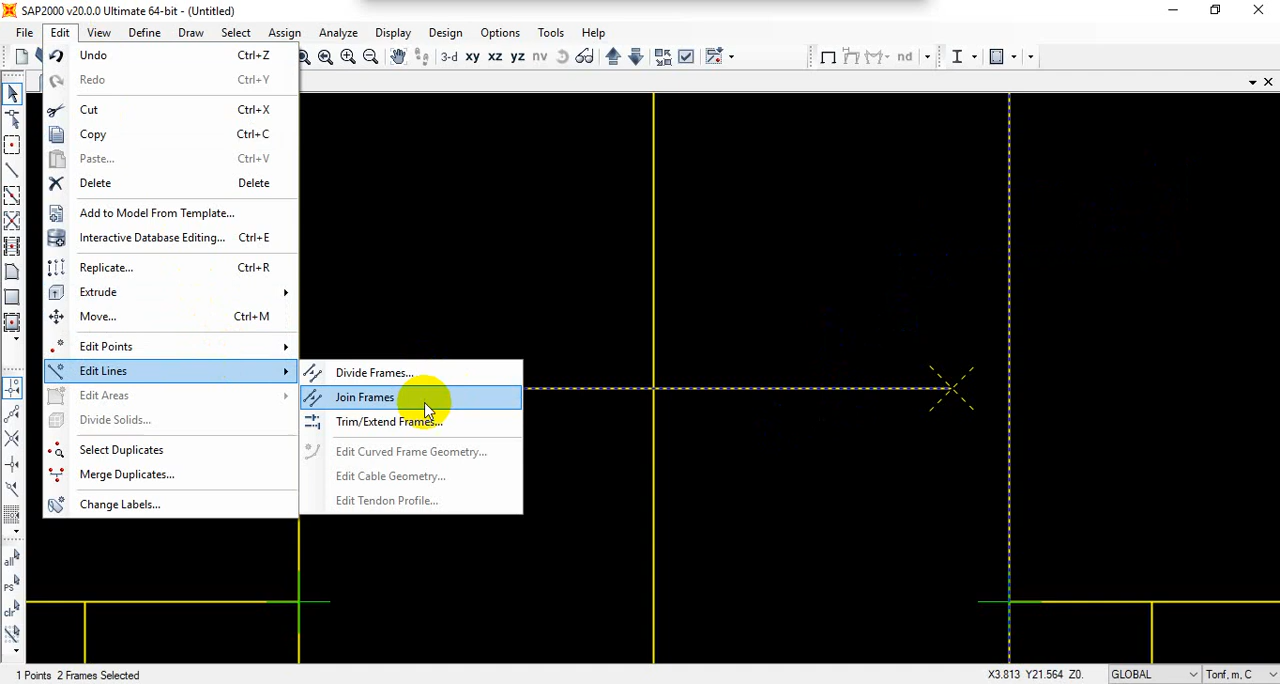 SAP2000 v20.0.0 Ultimate 64-bit - (Untitled)
File Edit View Define Draw Select Assign Analyze Display Design Options Tools Help
3-d xy xz yz nv nd
Undo Ctrl+Z
Redo Ctrl+Y
Cut Ctrl+X
Copy Ctrl+C
Paste... Ctrl+V
Delete Delete
Add to Model From Template...
Interactive Database Editing... Ctrl+E
Replicate... Ctrl+R
Extrude
Move... Ctrl+M
Edit Points
Edit Lines
Edit Areas
Divide Solids...
Select Duplicates
Merge Duplicates...
Change Labels...
Divide Frames...
Join Frames
Trim/Extend Frames...
Edit Curved Frame Geometry...
Edit Cable Geometry...
Edit Tendon Profile...
all
PS
clr
1 Points 2 Frames Selected
X3.813 Y21.564 Z0.
GLOBAL
Tonf, m, C